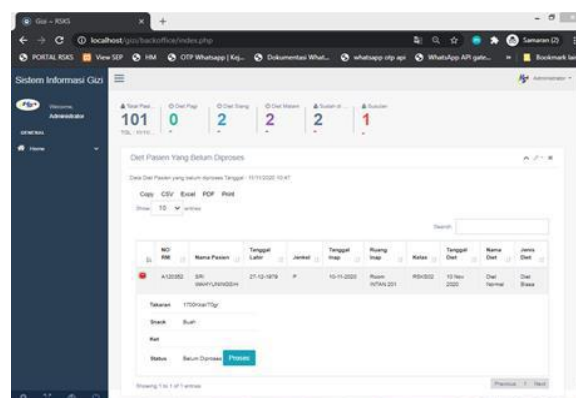 Gizi – RSKS
localhost/gizi/backoffice/index.php
Samaran (2)
PORTAL RSKS View SEP HM OTP Whatsapp | Kej... Dokumentasi What... whatsapp otp api WhatsApp API gate... Bookmark lain
Sistem Informasi Gizi
Administrator
Welcome,
Administrator
GENERAL
Home
Total Pasi... Diet Pagi Diet Siang Diet Malam Sudah di ... Susulan
101 0 2 2 2 1
Diet Pasien Yang Belum Diproses
Data Diet Pasien yang belum diproses Tanggal : 10/11/2020 10:47
Copy CSV Excel PDF Print
Show 10 entries
Search:
NO RM Nama Pasien Tanggal Lahir Jenkel Tanggal Inap Ruang Inap Kelas Tanggal Diet Nama Diet Jenis Diet
SRI WAHYUNINGSIH 27-12-1979 P 10-11-2020 Room INTAN 201 10 Nov 2020 Diet Normal Diet Biasa
Takaran 1700kkal/70gr
Snack Buah
Ket
Status Belum Diproses Proses
Showing 1 to 1 of 1 entries
Previous 1 Next